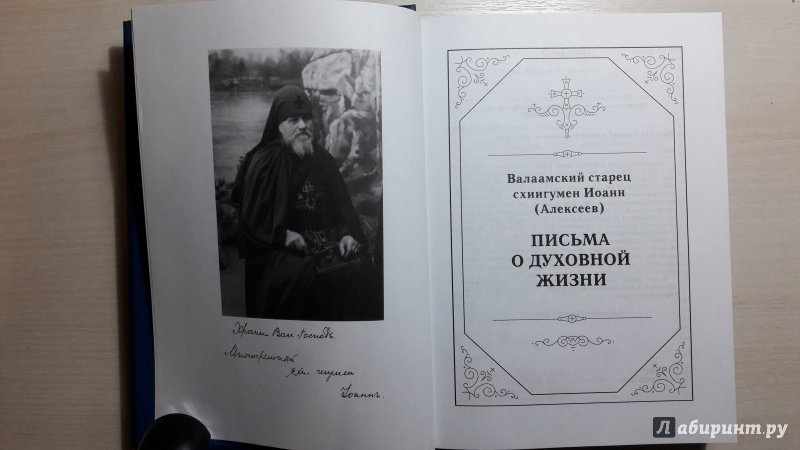 Храни Вас Господь.
Многогрешный
схи-игумен
Иоаннъ.
Валаамский старец
схиигумен Иоанн
(Алексеев)
ПИСЬМА
О ДУХОВНОЙ
ЖИЗНИ
Лабиринт.ру